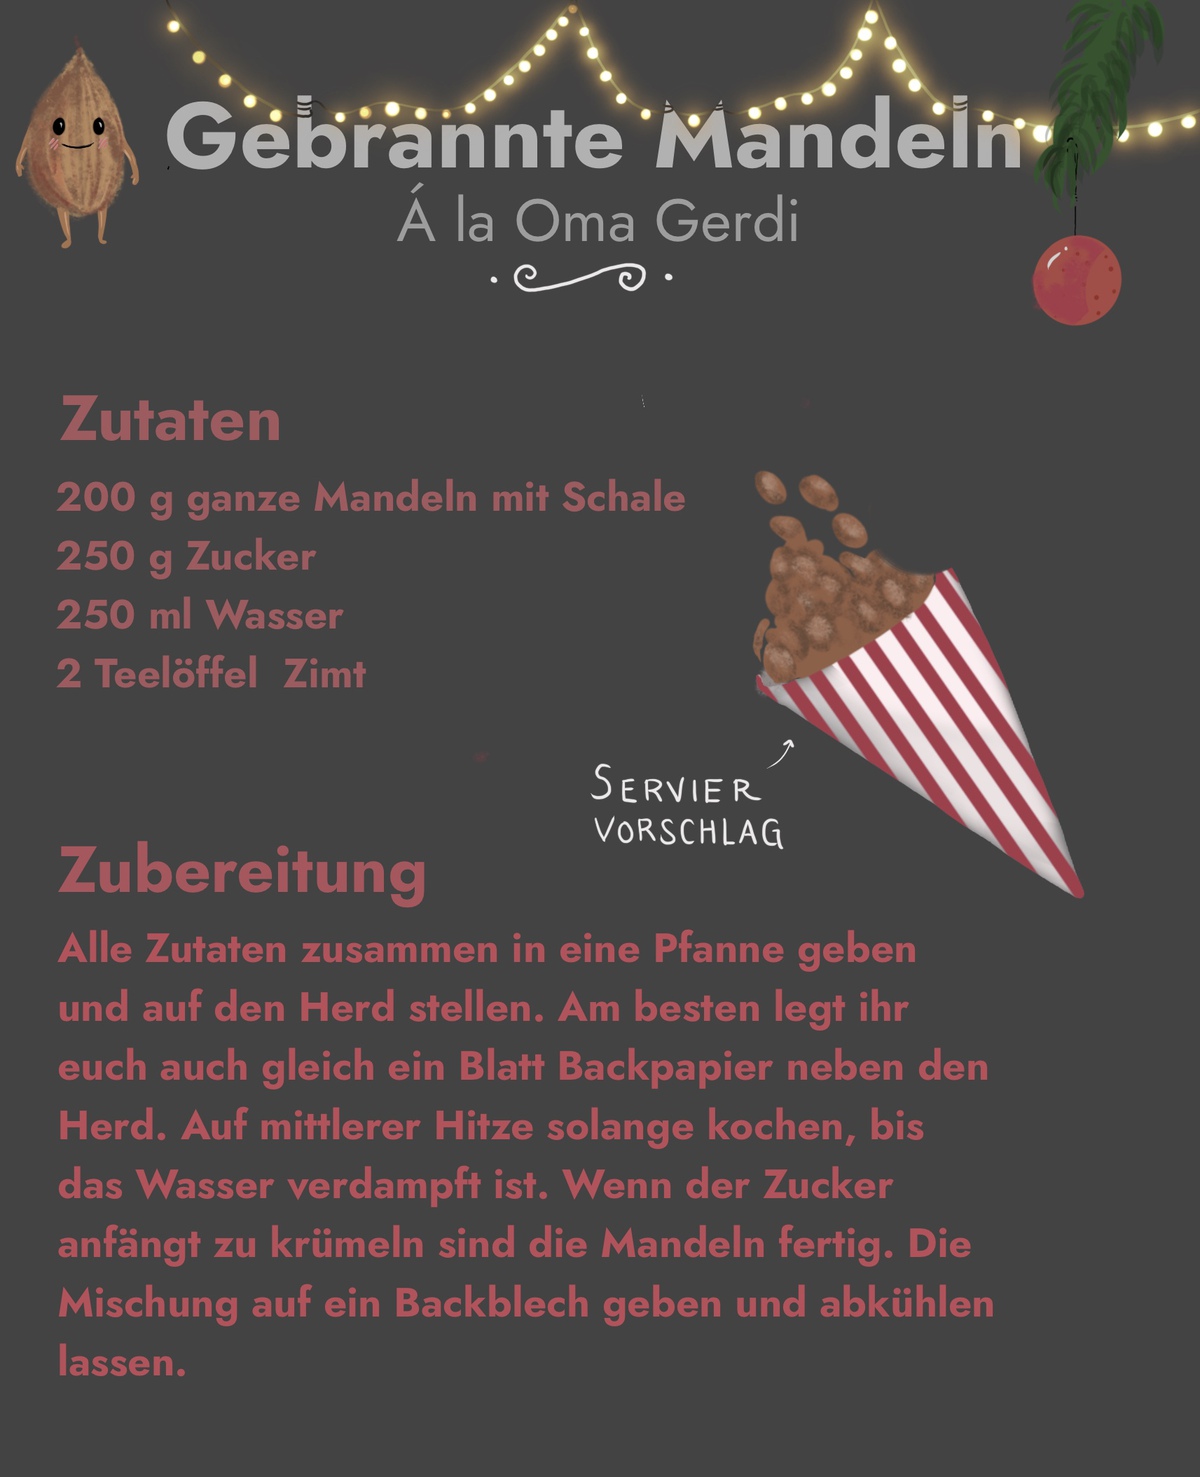 Gebrannte Mandeln
Á la Oma Gerdi
Zutaten
200 g ganze Mandeln mit Schale
250 g Zucker
250 ml Wasser
2 Teelöffel  Zimt
SERVIER
VORSCHLAG
Zubereitung
Alle Zutaten zusammen in eine Pfanne geben
und auf den Herd stellen. Am besten legt ihr
euch auch gleich ein Blatt Backpapier neben den
Herd. Auf mittlerer Hitze solange kochen, bis
das Wasser verdampft ist. Wenn der Zucker
anfängt zu krümeln sind die Mandeln fertig. Die
Mischung auf ein Backblech geben und abkühlen
lassen.